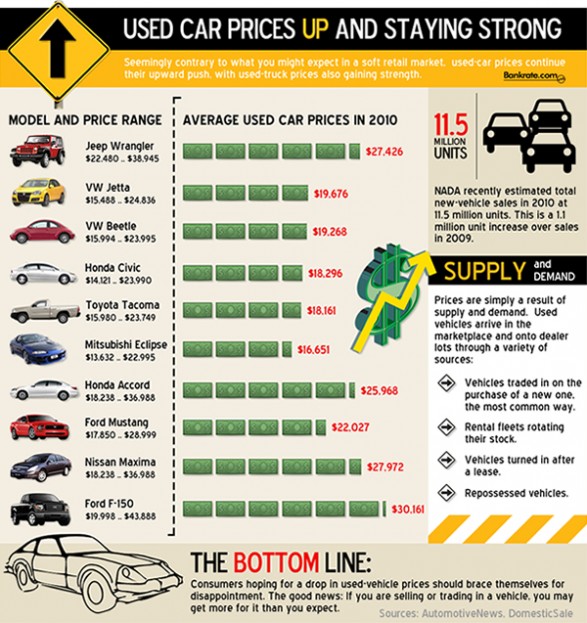 USED CAR PRICES UP AND STAYING STRONG
Seemingly contrary to what you might expect in a soft retail market, used-car prices continue
their upward push, with used-truck prices also gaining strength.
Bankrate.com
MODEL AND PRICE RANGE
AVERAGE USED CAR PRICES IN 2010
Jeep Wrangler
$22.480 - $38.945
$27.426
VW Jetta
$15.488 - $24.836
$19.676
VW Beetle
$15.994 - $23.995
$19.268
Honda Civic
$14.121 - $23.990
$18.296
Toyota Tacoma
$15.980 - $23.749
$18.161
Mitsubishi Eclipse
$13.632 - $22.995
$16.651
Honda Accord
$18.238 - $36.988
$25.968
Ford Mustang
$17.850 - $28.999
$22.027
Nissan Maxima
$18.238 - $36.988
$27.972
Ford F-150
$19.998 - $43.888
$30.161
11.5
MILLION
UNITS
NADA recently estimated total
new-vehicle sales in 2010 at
11.5 million units. This is a 1.1
million unit increase over sales
in 2009.
SUPPLY and
DEMAND
Prices are simply a result of
supply and demand. Used
vehicles arrive in the
marketplace and onto dealer
lots through a variety of
sources:
Vehicles traded in on the
purchase of a new one,
the most common way.
Rental fleets rotating
their stock.
Vehicles turned in after
a lease.
Repossessed vehicles.
THE BOTTOM LINE:
Consumers hoping for a drop in used-vehicle prices should brace themselves for
disappointment. The good news: If you are selling or trading in a vehicle, you may
get more for it than you expect.
Sources: AutomotiveNews, DomesticSale